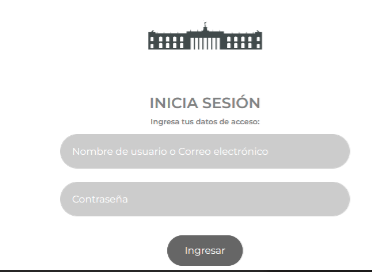 INICIA SESIÓN
Ingresa tus datos de acceso:
Nombre de usuario o Correo electrónico
Contraseña
Ingresar